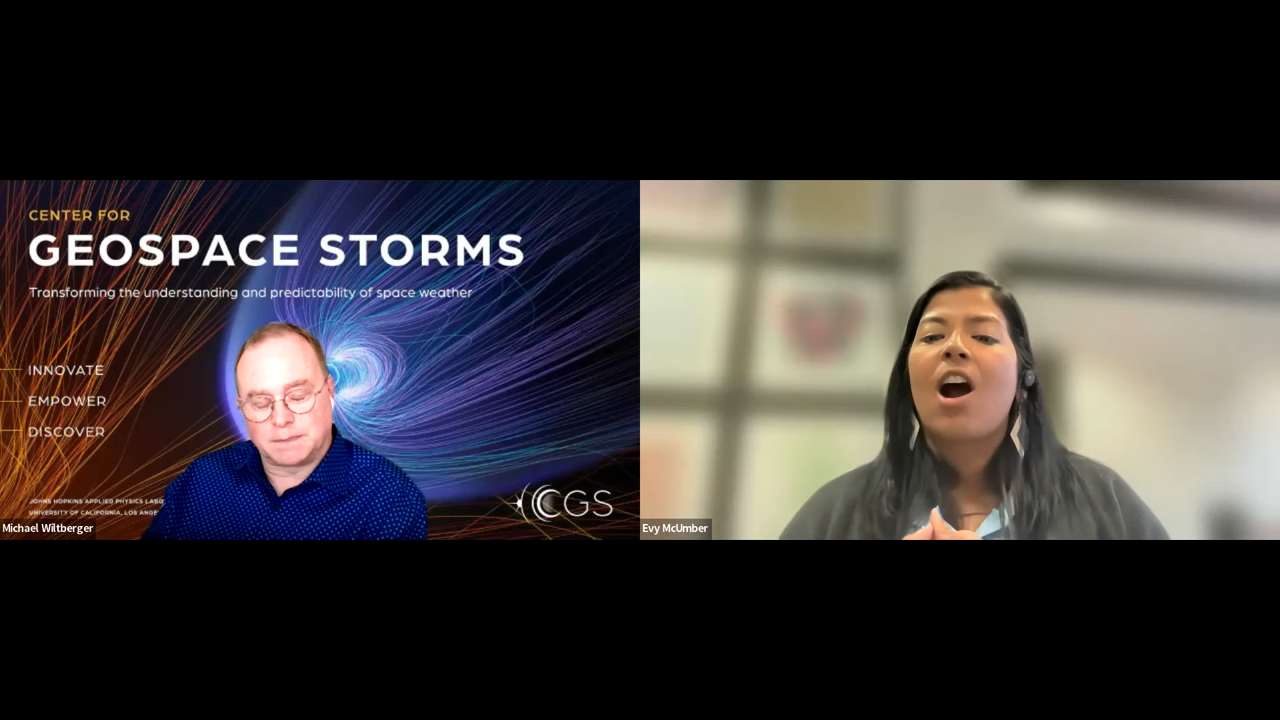 CENTER FOR
GEOSPACE STORMS
Transforming the understanding and predictability of space weather
INNOVATE
EMPOWER
DISCOVER
JOHNS HOPKINS APPLIED PHYSICS
UNIVERSITY OF CALIFORNIA, LOS
CGS
Michael Wiltberger
Evy McUmber